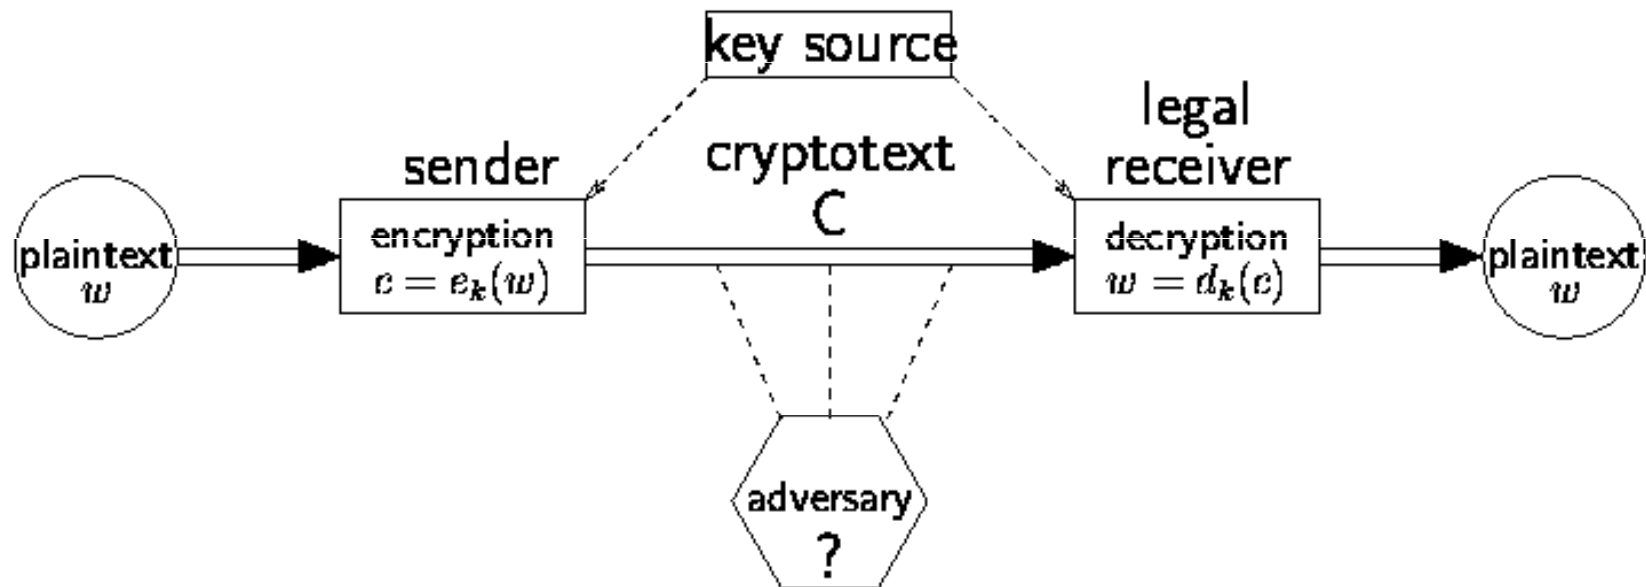 key source
sender
cryptotext
C
legal
receiver
plaintext
w
encryption
c = e_k(w)
decryption
w = d_k(c)
plaintext
w
adversary
?